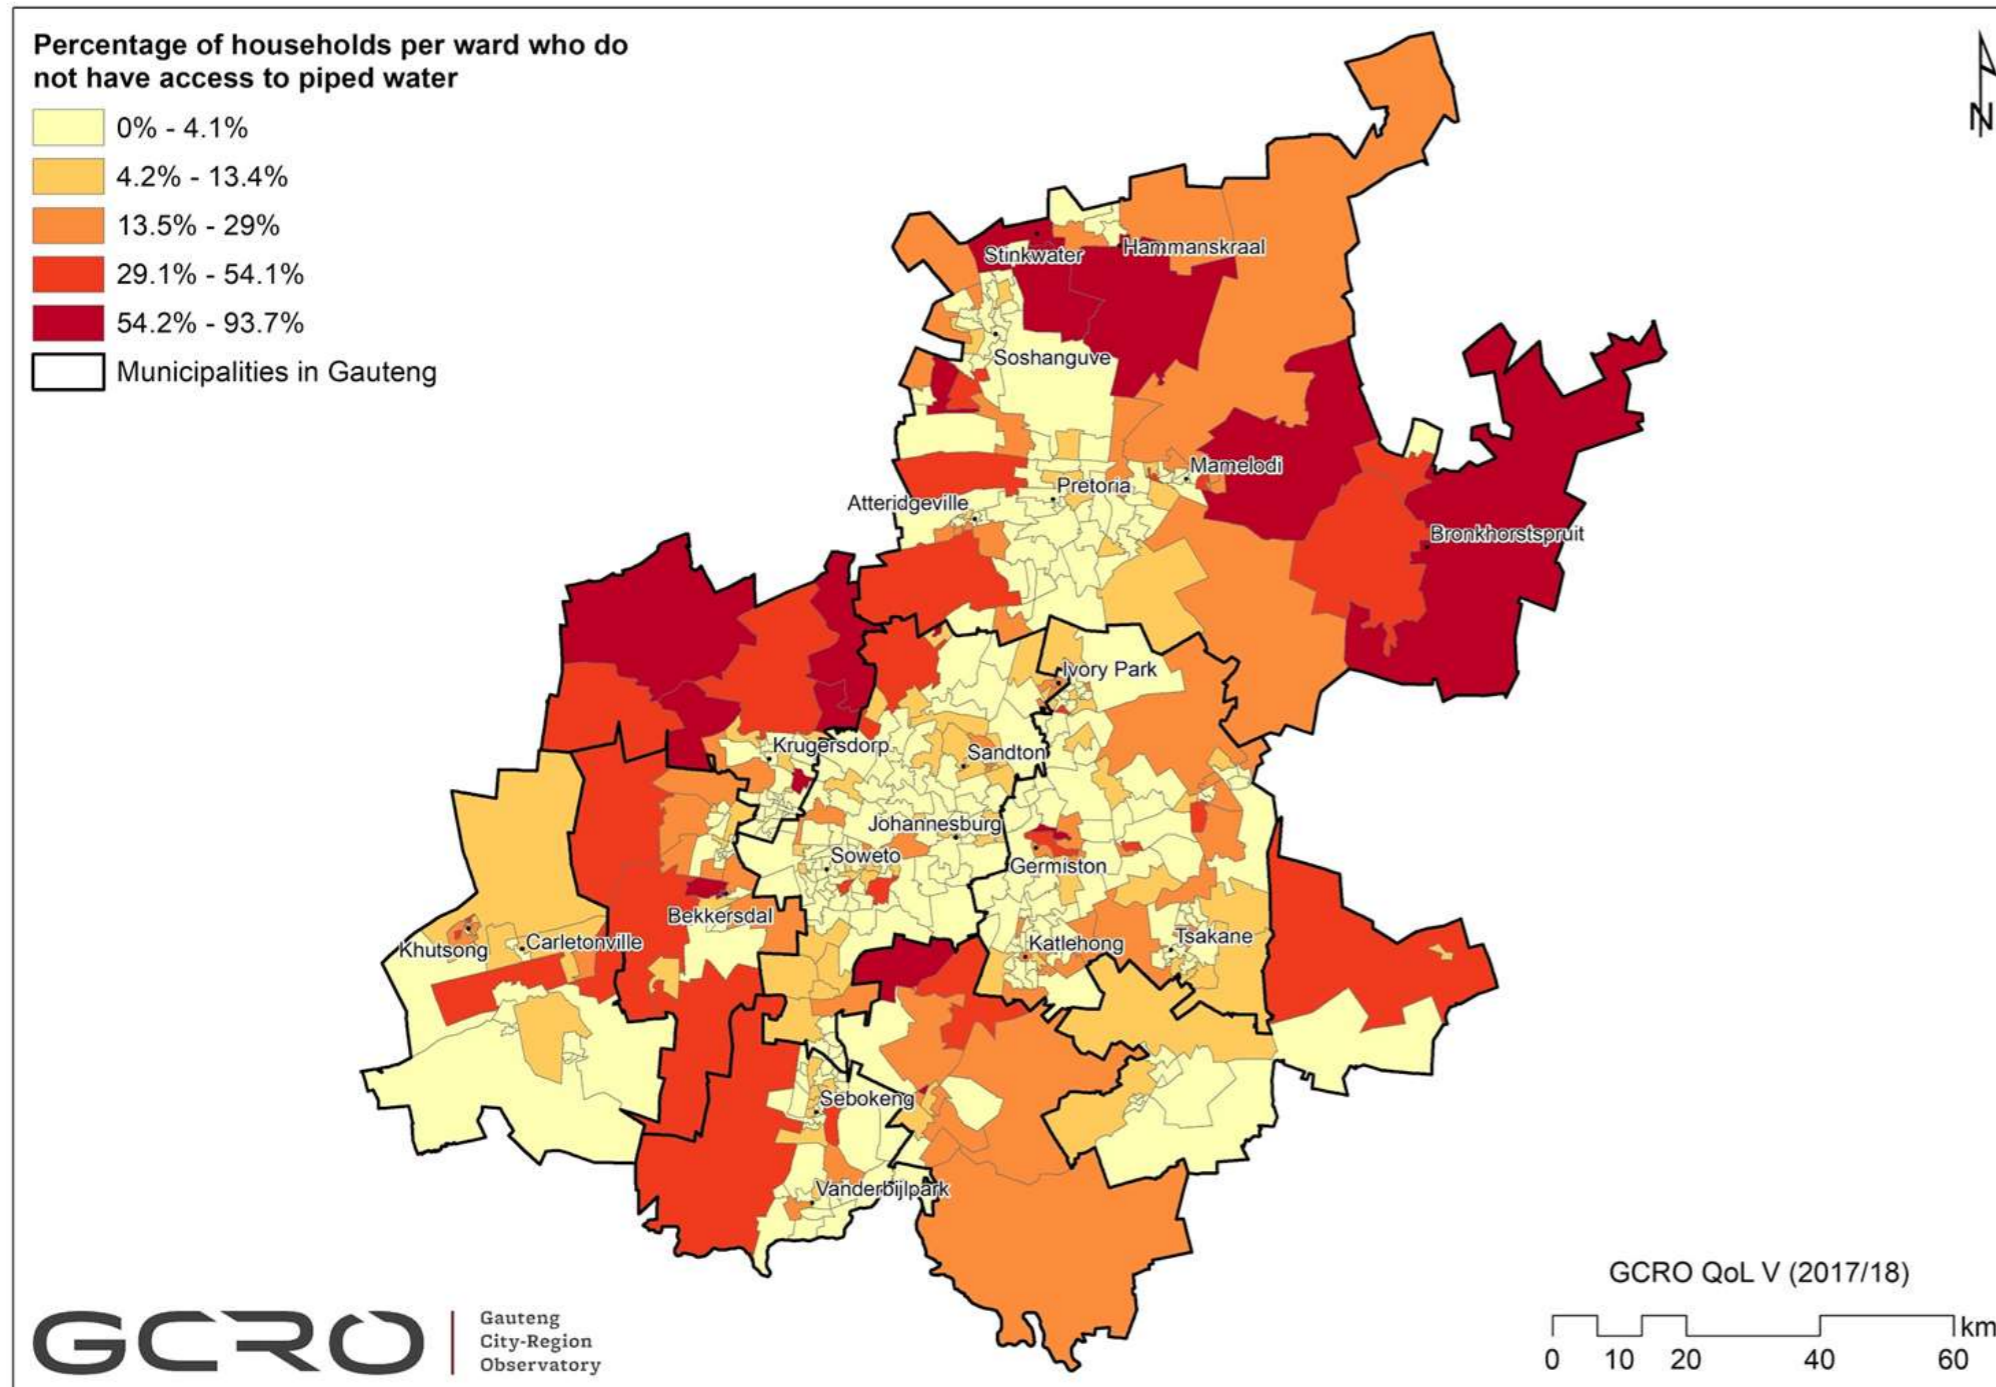 Percentage of households per ward who do
not have access to piped water
0% - 4.1%
4.2% - 13.4%
13.5% - 29%
29.1% - 54.1%
54.2% - 93.7%
Municipalities in Gauteng
N
Stinkwater
Hammanskraal
Soshanguve
Mamelodi
Pretoria
Atteridgeville
Bronkhorstspruit
Ivory Park
Krugersdorp
Sandton
Johannesburg
Soweto
Germiston
Bekkersdal
Khutsong
Carletonville
Katlehong
Tsakane
Sebokeng
Vanderbijlpark
GCRO QoL V (2017/18)
km
0 10 20 40 60
GCRO
Gauteng
City-Region
Observatory